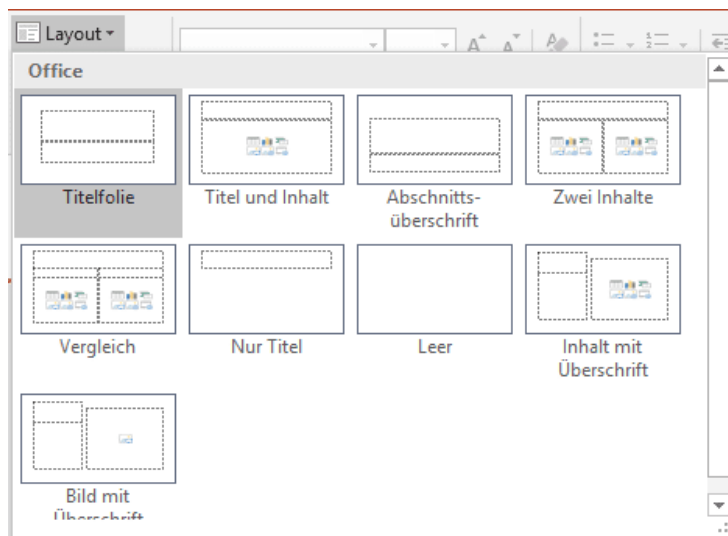 Layout
Office
Titelfolie
Titel und Inhalt
Abschnitts-
überschrift
Zwei Inhalte
Vergleich
Nur Titel
Leer
Inhalt mit
Überschrift
Bild mit
Überschrift